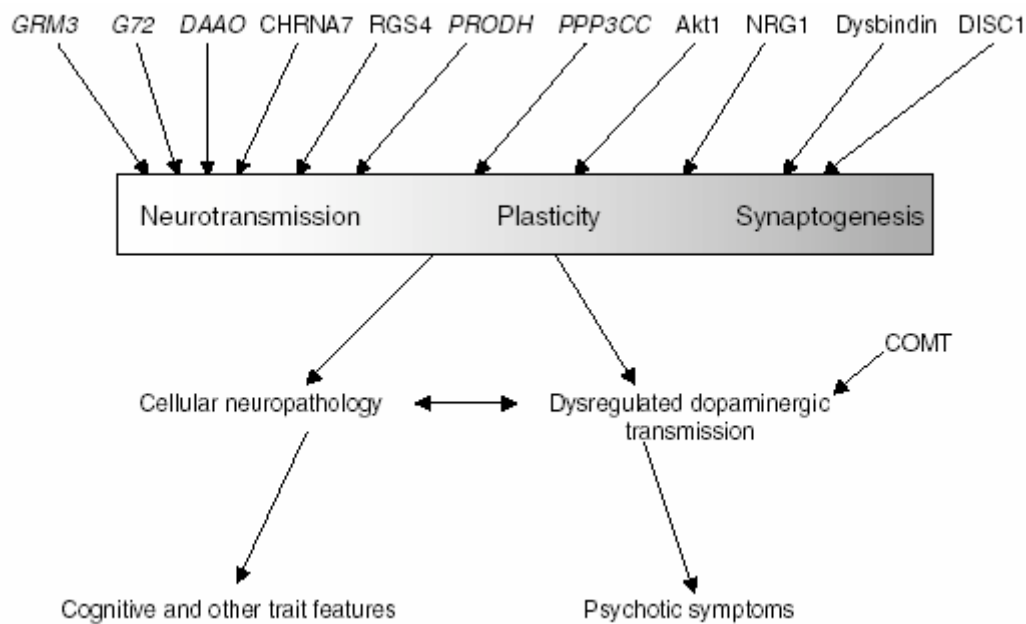 GRM3 G72 DAAO CHRNA7 RGS4 PRODH PPP3CC Akt1 NRG1 Dysbindin DISC1
Neurotransmission Plasticity Synaptogenesis
COMT
Cellular neuropathology Dysregulated dopaminergic
transmission
Cognitive and other trait features Psychotic symptoms